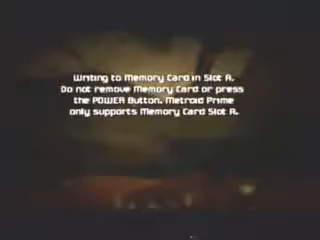 Writing to Memory Card in Slot A.
Do not remove Memory Card or press
the POWER Button. Metroid Prime
only supports Memory Card Slot A.